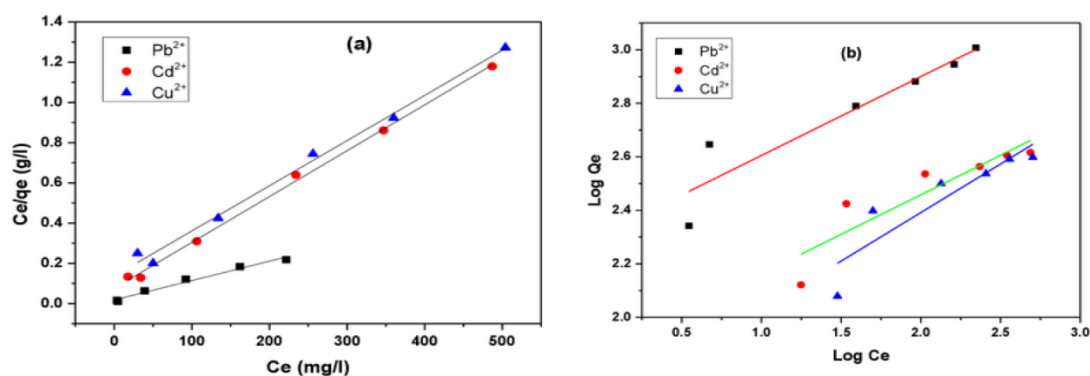 (a)
Pb²⁺
Cd²⁺
Cu²⁺
1.4
1.2
1.0
0.8
0.6
0.4
0.2
0.0
Ce/qe (g/l)
0 100 200 300 400 500
Ce (mg/l)
(b)
Pb²⁺
Cd²⁺
Cu²⁺
3.0
2.8
2.6
2.4
2.2
2.0
Log Qe
0.5 1.0 1.5 2.0 2.5 3.0
Log Ce